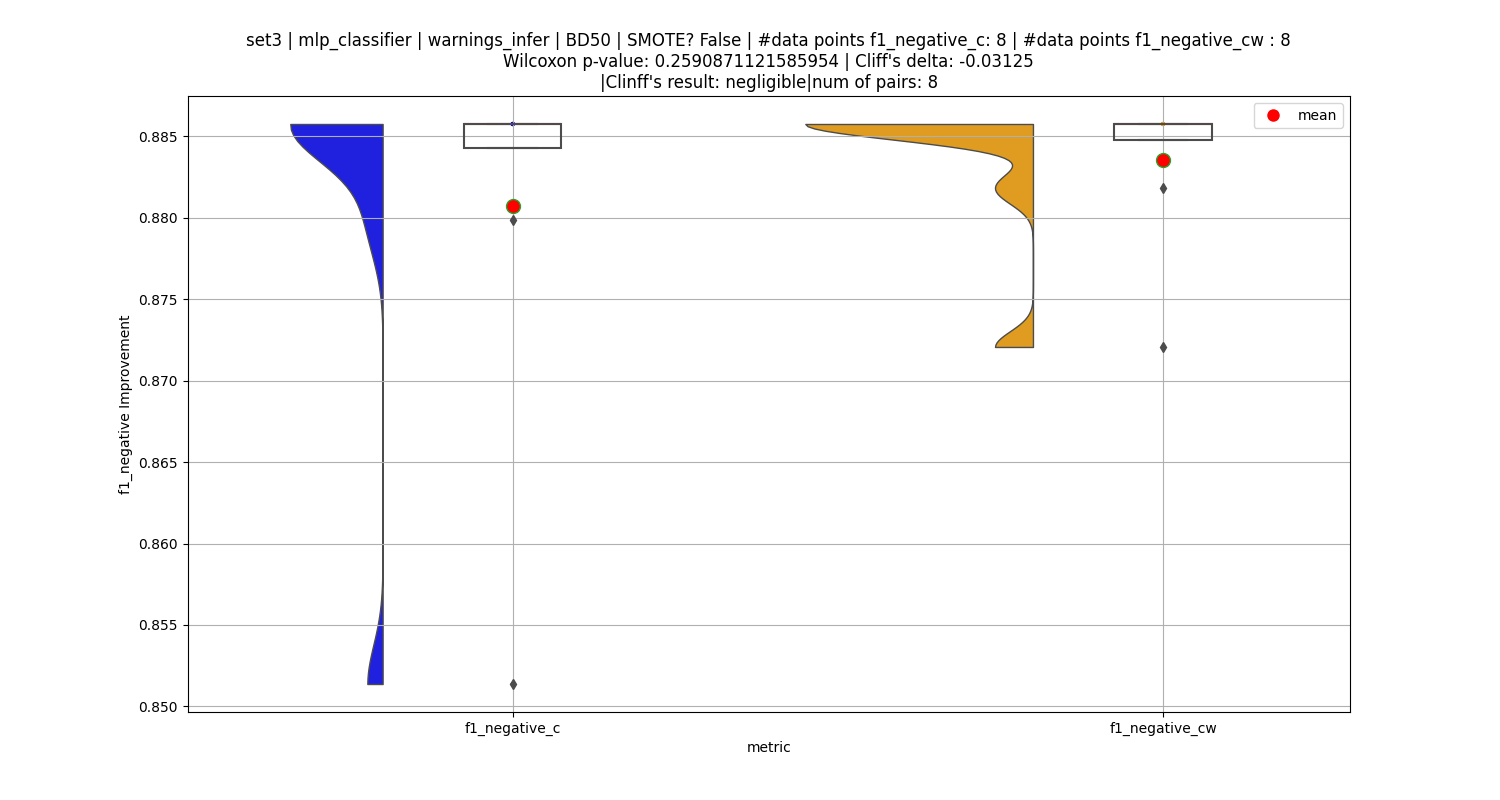 set3 | mlp_classifier | warnings_infer | BD50 | SMOTE? False | #data points f1_negative_c: 8 | #data points f1_negative_cw : 8
Wilcoxon p-value: 0.2590871121585954 | Cliff's delta: -0.03125
|Clinff's result: negligible|num of pairs: 8
mean
0.885
0.880
0.875
0.870
0.865
0.860
0.855
0.850
f1_negative Improvement
f1_negative_c
f1_negative_cw
metric